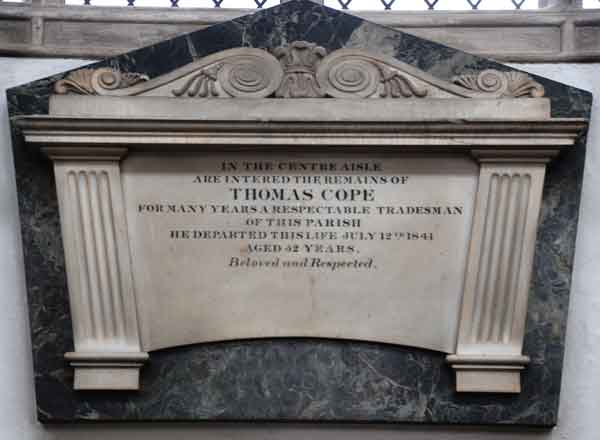 IN THE CENTRE AISLE
ARE INTERED THE REMAINS OF
THOMAS COPE
FOR MANY YEARS A RESPECTABLE TRADESMAN
OF THIS PARISH
HE DEPARTED THIS LIFE JULY 12TH 1841
AGED 42 YEARS.
Beloved and Respected.